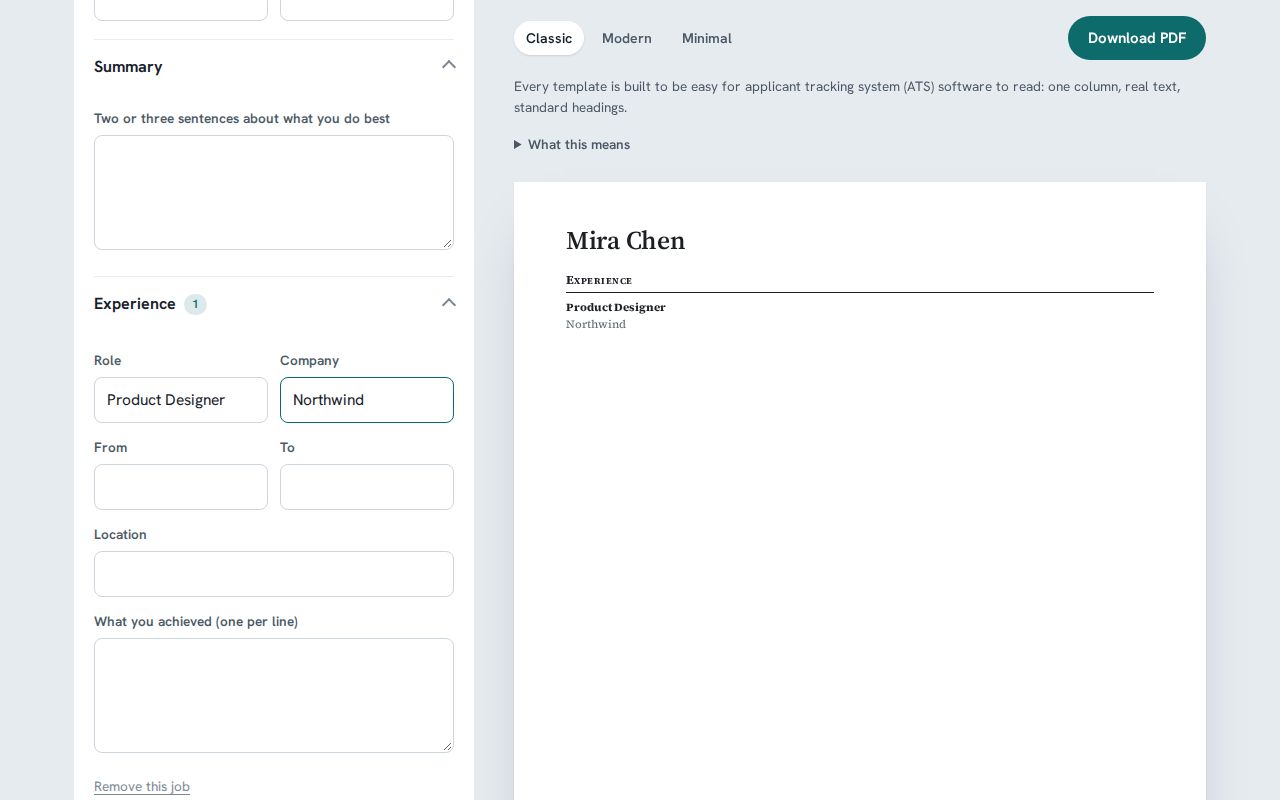 Summary
Two or three sentences about what you do best
Experience 1
Role
Company
Product Designer
Northwind
From
To
Location
What you achieved (one per line)
Remove this job
Classic
Modern
Minimal
Download PDF
Every template is built to be easy for applicant tracking system (ATS) software to read: one column, real text,
standard headings.
What this means
Mira Chen
Experience
Product Designer
Northwind